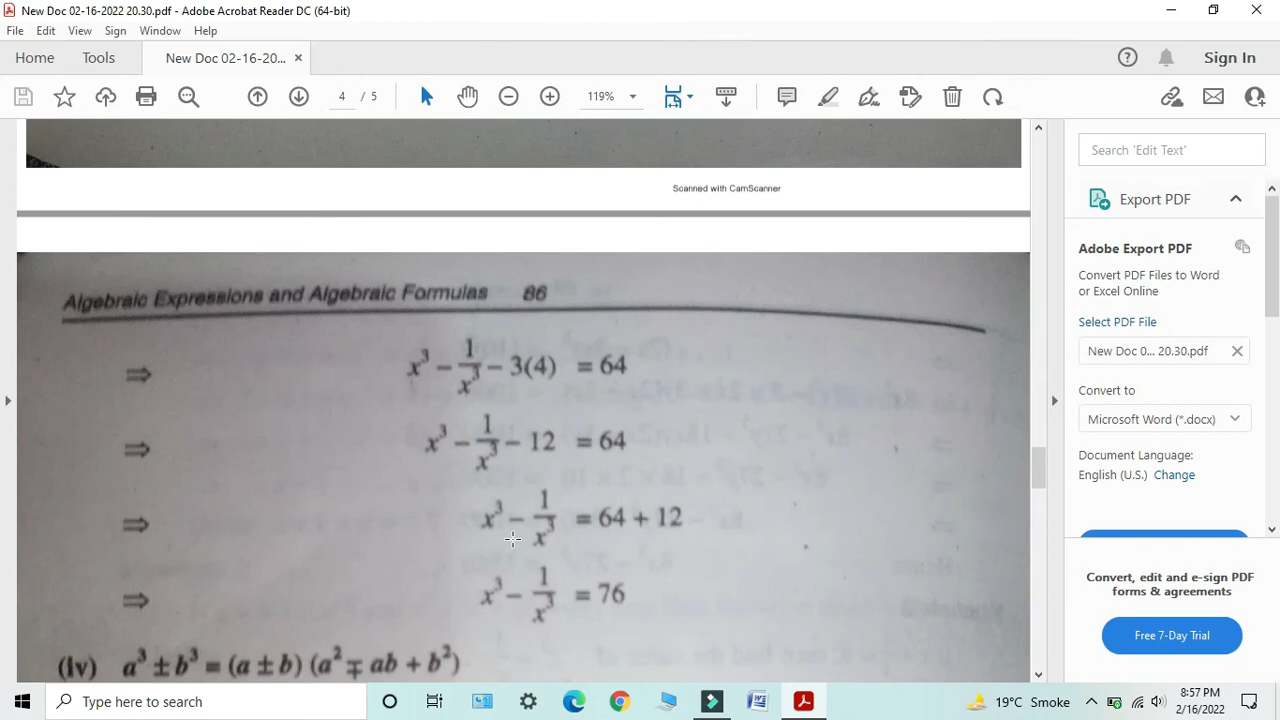 New Doc 02-16-2022 20.30.pdf - Adobe Acrobat Reader DC (64-bit)
File Edit View Sign Window Help
Home Tools New Doc 02-16-20... × Sign In
4 / 5 119%
Search 'Edit Text'
Scanned with CamScanner
Export PDF
Adobe Export PDF
Convert PDF Files to Word
or Excel Online
Select PDF File
New Doc 0... 20.30.pdf
Convert to
Microsoft Word (*.docx)
Document Language:
English (U.S.) Change
Convert, edit and e-sign PDF
forms & agreements
Free 7-Day Trial
Algebraic Expressions and Algebraic Formulas 86
⇒ x³ − 1/x³ − 3(4) = 64
⇒ x³ − 1/x³ − 12 = 64
⇒ x³ − 1/x³ = 64 + 12
⇒ x³ − 1/x³ = 76
(iv) a³ ± b³ = (a ± b) (a² ∓ ab + b²)
Type here to search
19°C Smoke
8:57 PM
2/16/2022